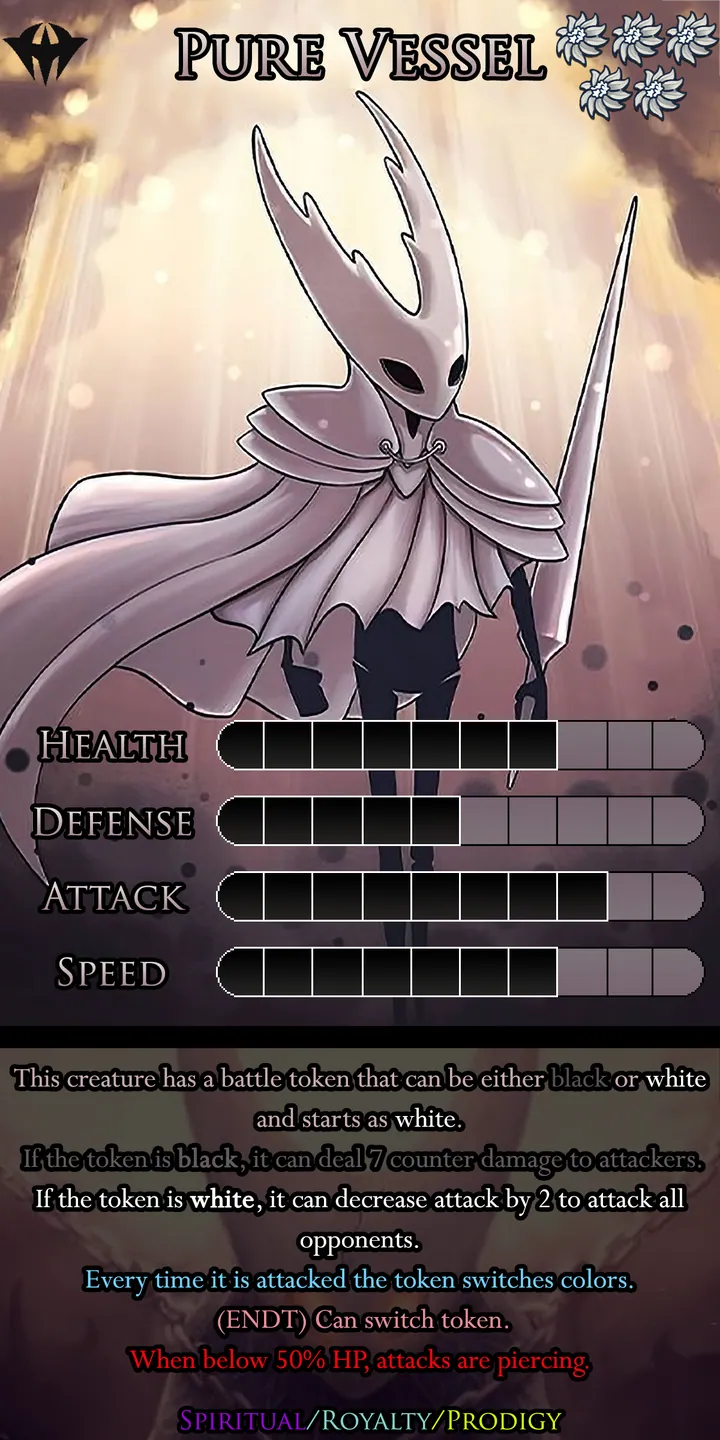 PURE VESSEL
HEALTH
DEFENSE
ATTACK
SPEED
This creature has a battle token that can be either black or white
and starts as white.
If the token is black, it can deal 7 counter damage to attackers.
If the token is white, it can decrease attack by 2 to attack all
opponents.
Every time it is attacked the token switches colors.
(ENDT) Can switch token.
When below 50% HP, attacks are piercing.
SPIRITUAL/ROYALTY/PRODIGY